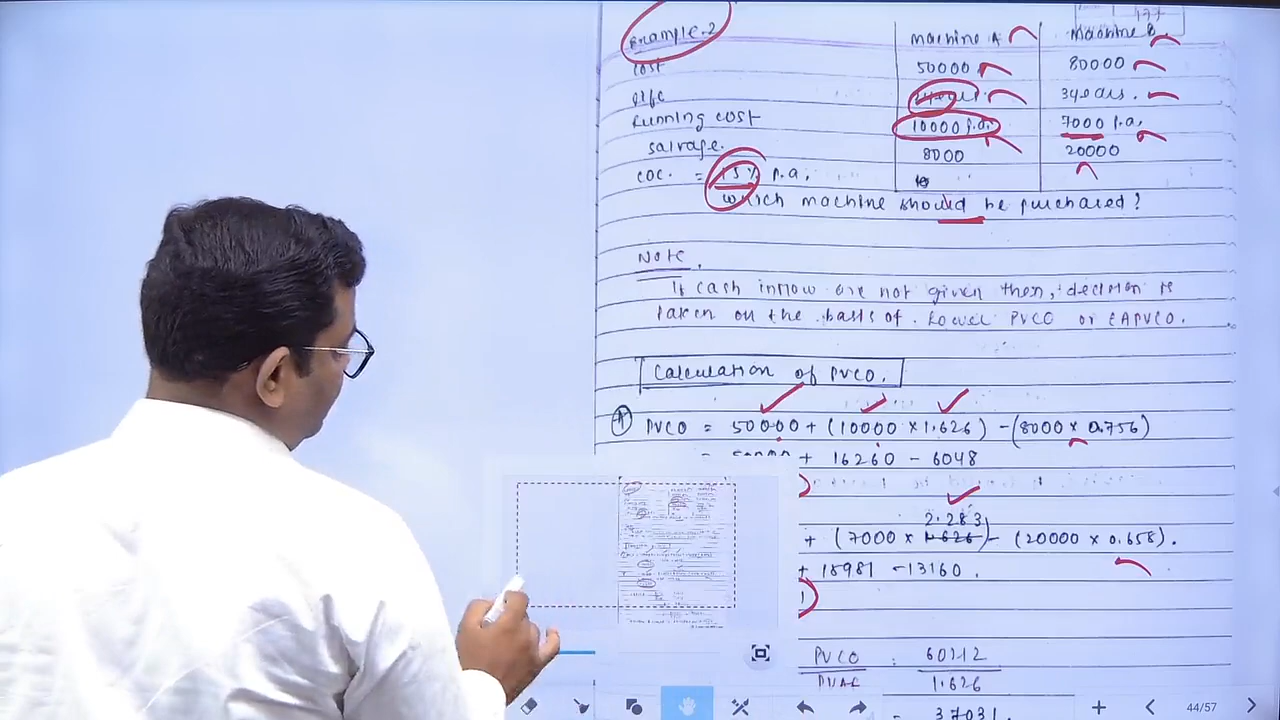 Example.2
Machine A Machine B
Cost 50000 80000
life 3years.
Running cost 10000 p.a. 7000 p.a.
Salvage. 8000 20000
COC. = 15% p.a.
which machine should be purchased?
Note.
If cash inflow are not given then, decision is
taken on the basis of Lower PVCO or EAPVCO.
Calculation of PVCO.
A PVCO = 50000 + (10000 × 1.626) - (8000 × 0.756)
= 50000 + 16260 - 6048
2.283
+ (7000 × 1.626) - (20000 × 0.658).
+ 15981 - 13160.
PVCO : 60212
PVAF 1.626
= 37031.
44/57